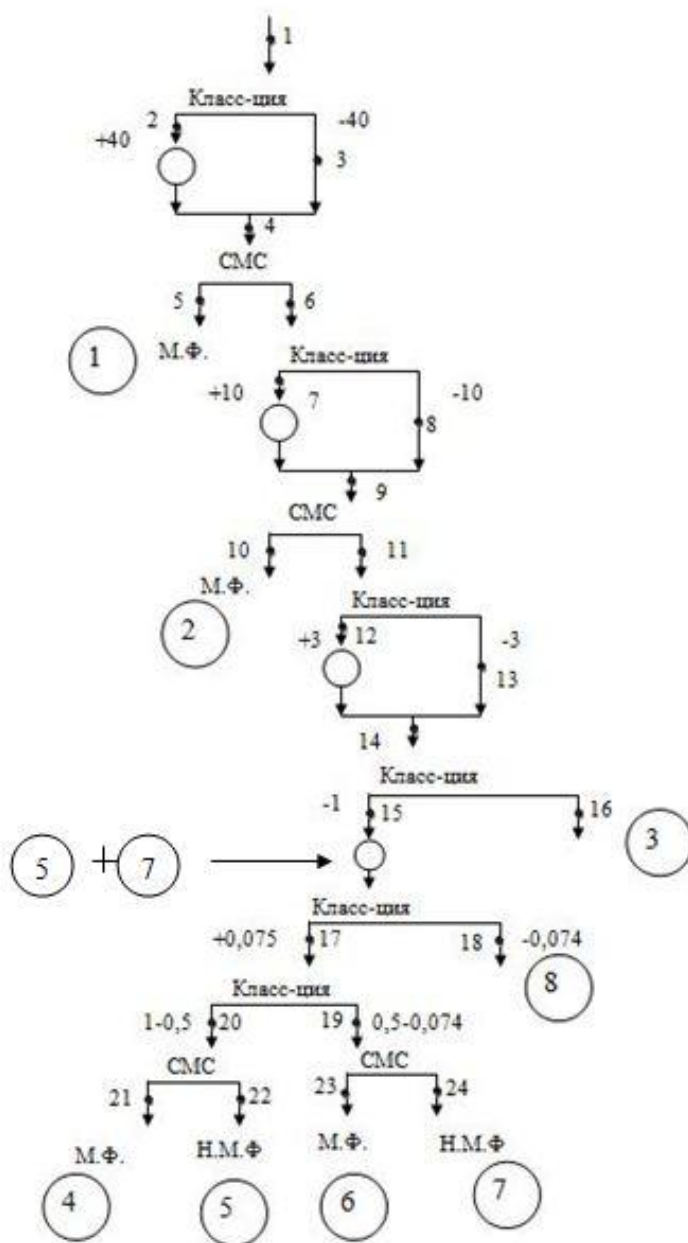 1
Класс-ция
2 -40
+40
3
4
СМС
5 6
1 М.Ф. Класс-ция
+10 7 -10
8
9
СМС
10 11
М.Ф.
2 Класс-ция
+3 12 -3
13
14
Класс-ция
-1 15 16
3
5 + 7
Класс-ция
+0,075 17 18 -0,074
8
Класс-ция
1-0,5 20 19 0,5-0,074
СМС СМС
21 22 23 24
М.Ф. Н.М.Ф М.Ф. Н.М.Ф
4 5 6 7